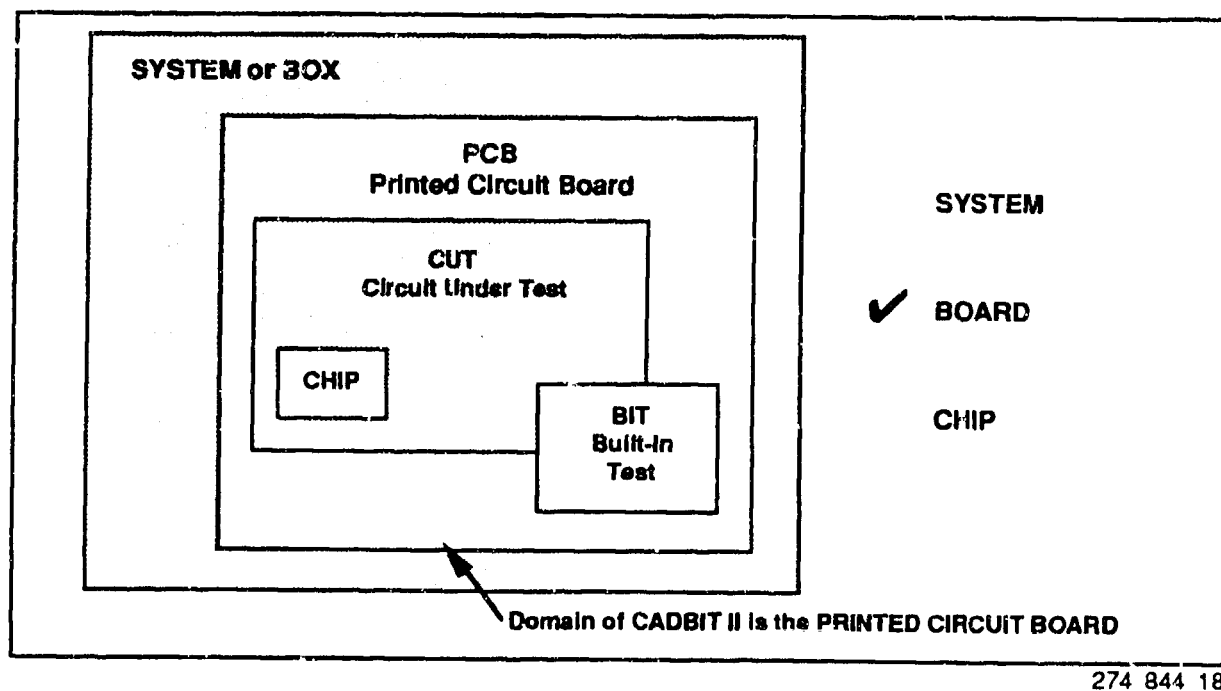 SYSTEM or BOX
PCB
Printed Circuit Board
CUT
Circuit Under Test
CHIP
BIT
Built-In
Test
SYSTEM
✔ BOARD
CHIP
Domain of CADBIT II is the PRINTED CIRCUIT BOARD
274 844 18